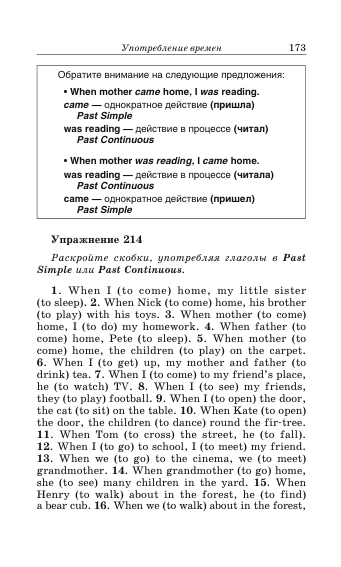 Употребление времен 173
Обратите внимание на следующие предложения:
• When mother came home, I was reading.
came — однократное действие (пришла)
Past Simple
was reading — действие в процессе (читал)
Past Continuous
• When mother was reading, I came home.
was reading — действие в процессе (читала)
Past Continuous
came — однократное действие (пришел)
Past Simple
Упражнение 214
Раскройте скобки, употребляя глаголы в Past
Simple или Past Continuous.
1. When I (to come) home, my little sister
(to sleep). 2. When Nick (to come) home, his brother
(to play) with his toys. 3. When mother (to come)
home, I (to do) my homework. 4. When father (to
come) home, Pete (to sleep). 5. When mother (to
come) home, the children (to play) on the carpet.
6. When I (to get) up, my mother and father (to
drink) tea. 7. When I (to come) to my friend's place,
he (to watch) TV. 8. When I (to see) my friends,
they (to play) football. 9. When I (to open) the door,
the cat (to sit) on the table. 10. When Kate (to open)
the door, the children (to dance) round the fir-tree.
11. When Tom (to cross) the street, he (to fall).
12. When I (to go) to school, I (to meet) my friend.
13. When we (to go) to the cinema, we (to meet)
grandmother. 14. When grandmother (to go) home,
she (to see) many children in the yard. 15. When
Henry (to walk) about in the forest, he (to find)
a bear cub. 16. When we (to walk) about in the forest,